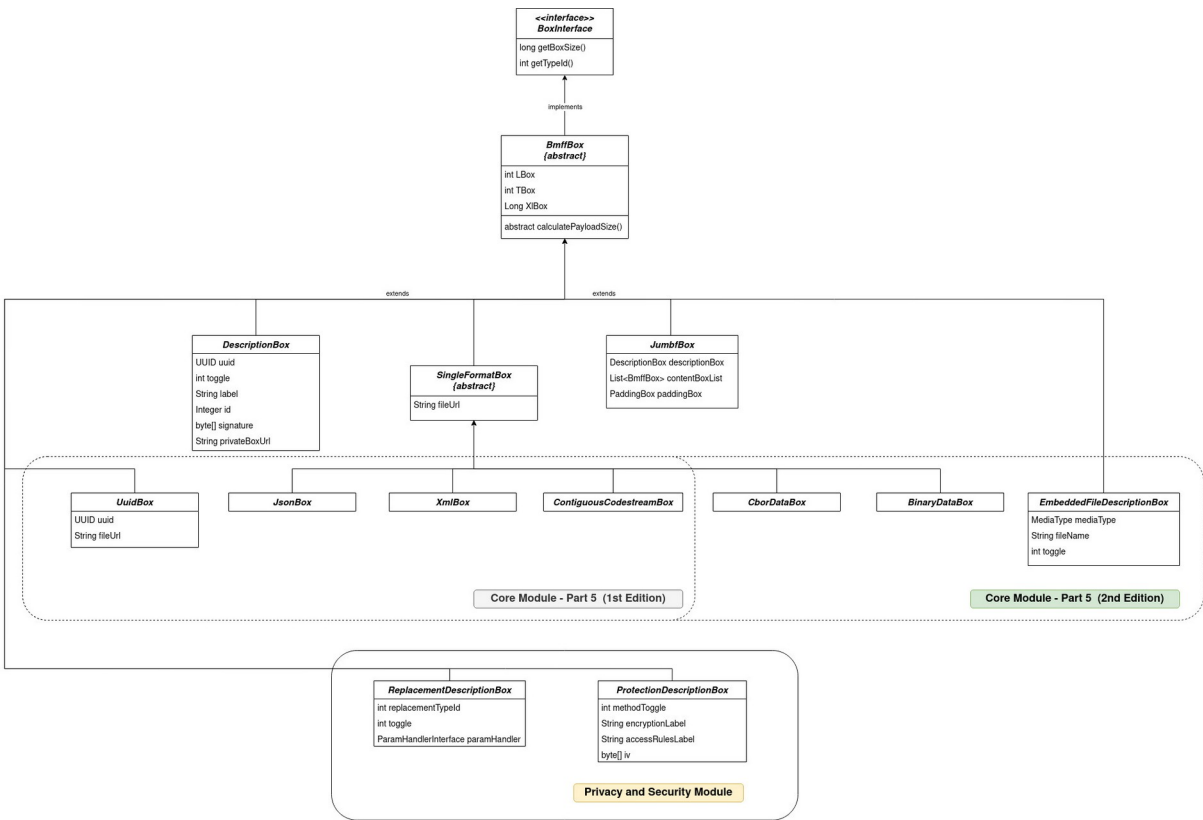 <<interface>>
BoxInterface
long getBoxSize()
int getTypeId()
implements
BmffBox
{abstract}
int LBox
int TBox
Long XlBox
abstract calculatePayloadSize()
extends
extends
DescriptionBox
UUID uuid
int toggle
String label
Integer id
byte[] signature
String privateBoxUrl
SingleFormatBox
{abstract}
String fileUrl
JumbfBox
DescriptionBox descriptionBox
List<BmffBox> contentBoxList
PaddingBox paddingBox
UuidBox
UUID uuid
String fileUrl
JsonBox
XmlBox
ContiguousCodestreamBox
CborDataBox
BinaryDataBox
EmbeddedFileDescriptionBox
MediaType mediaType
String fileName
int toggle
Core Module - Part 5 (1st Edition)
Core Module - Part 5 (2nd Edition)
ReplacementDescriptionBox
int replacementTypeId
int toggle
ParamHandlerInterface paramHandler
ProtectionDescriptionBox
int methodToggle
String encryptionLabel
String accessRulesLabel
byte[] iv
Privacy and Security Module